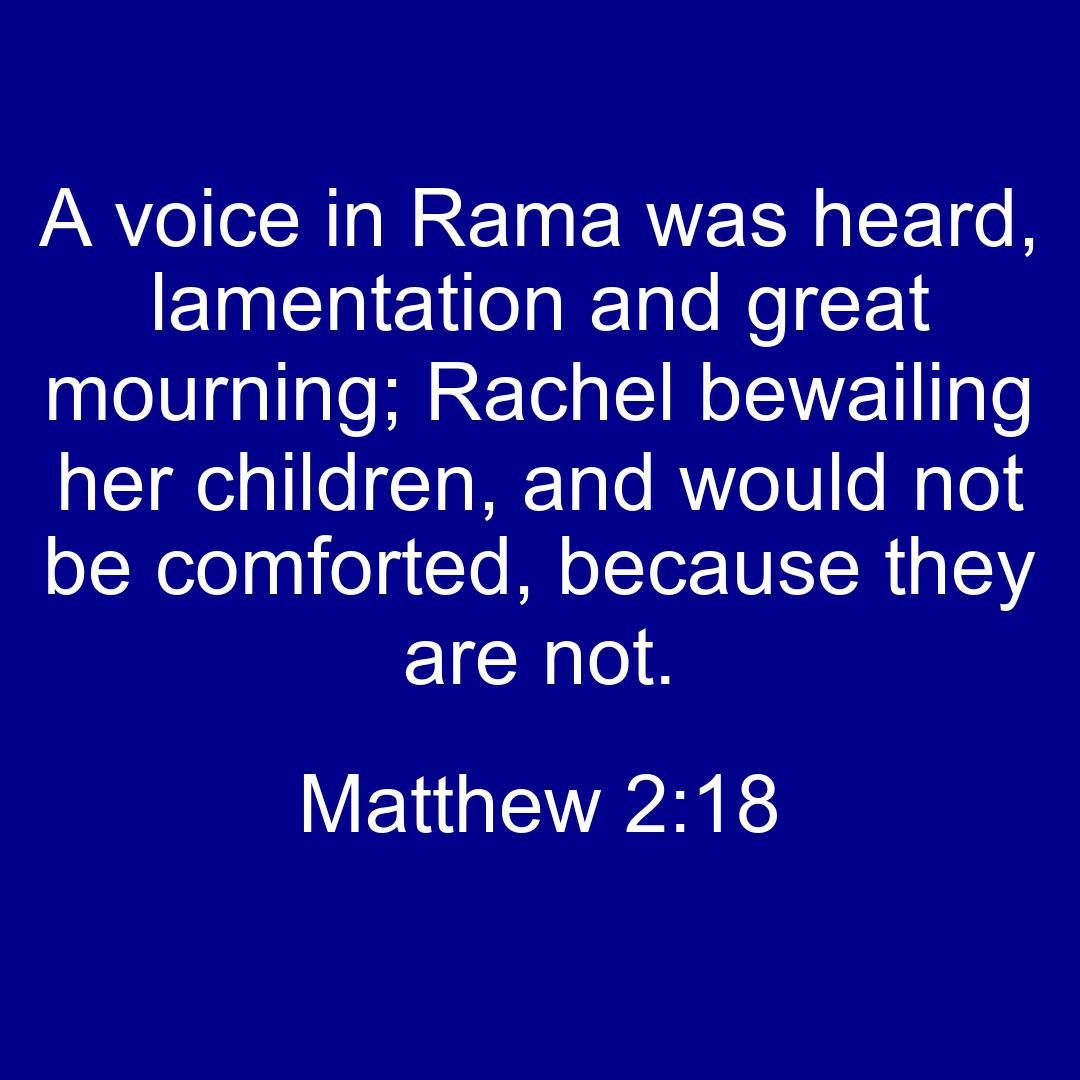 A voice in Rama was heard,
lamentation and great
mourning; Rachel bewailing
her children, and would not
be comforted, because they
are not.
Matthew 2:18